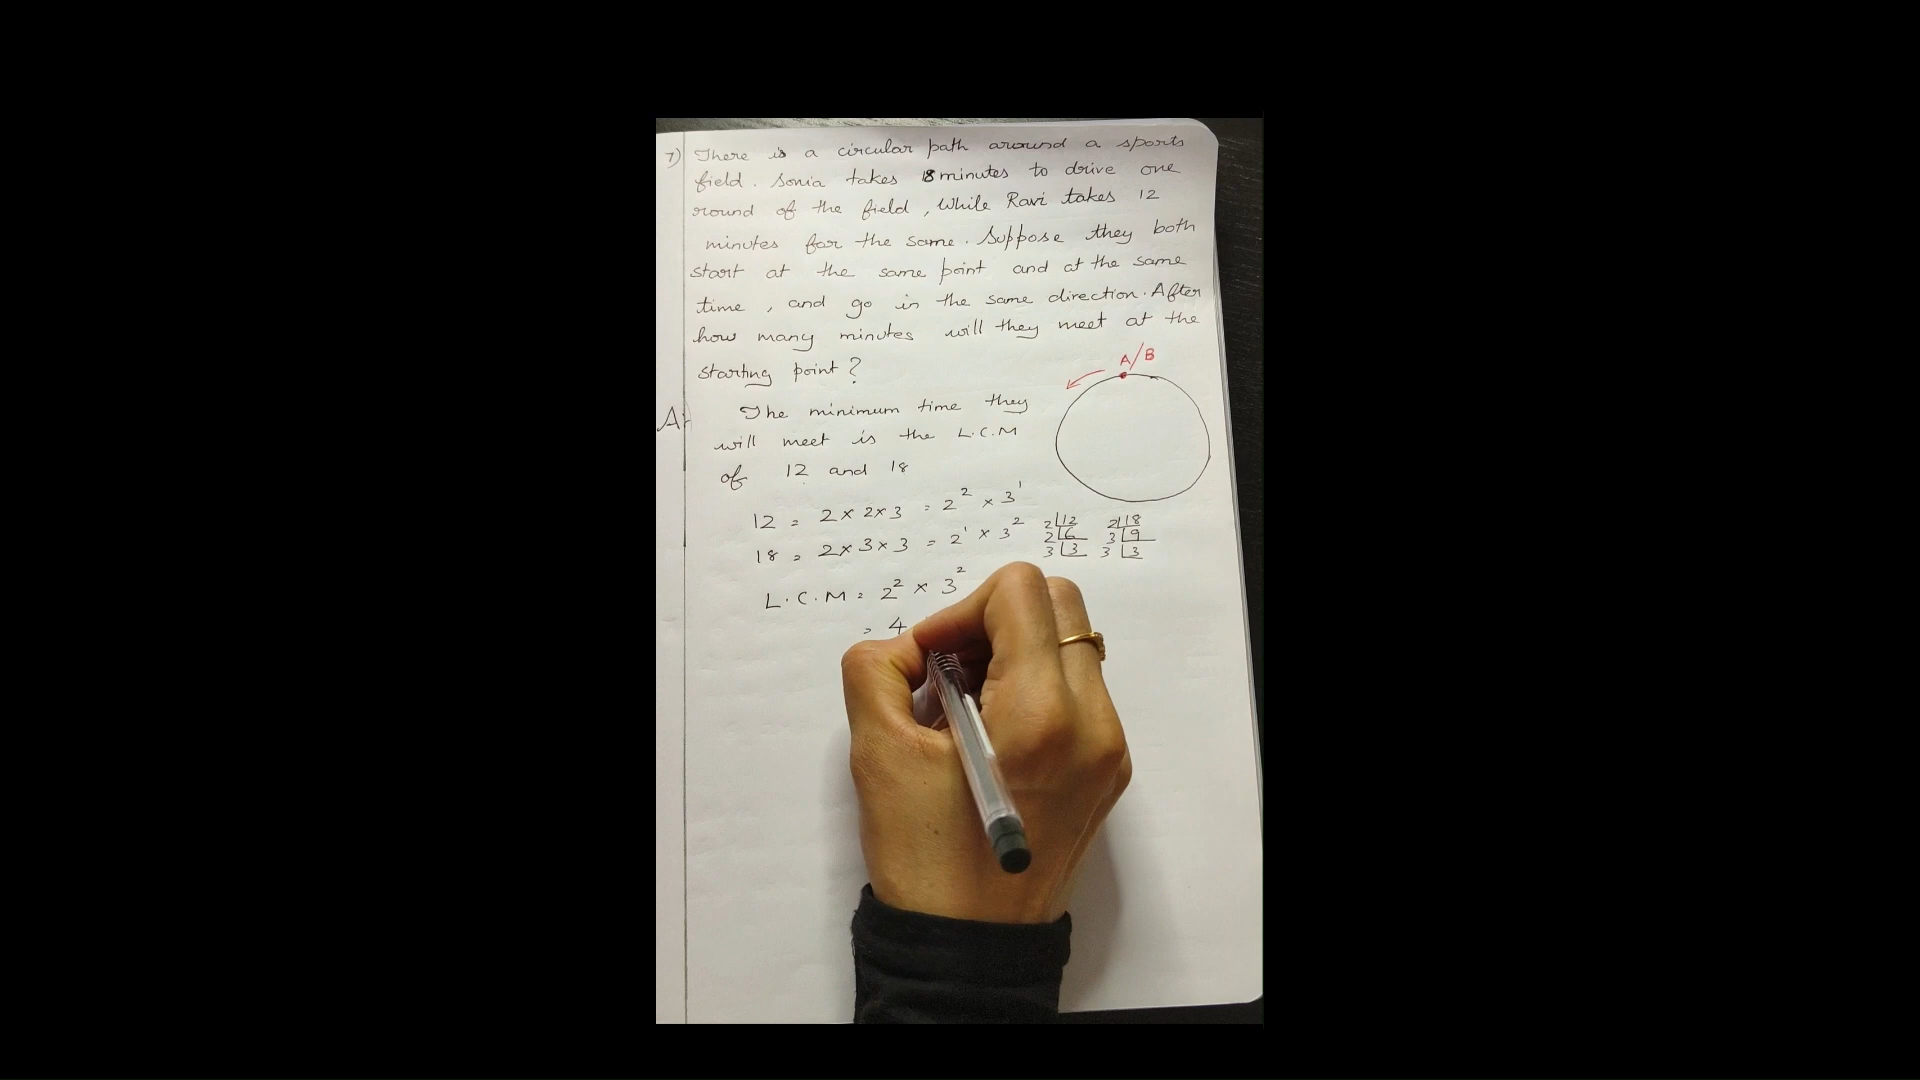 7) There is a circular path around a sports
field. Sonia takes 18 minutes to drive one
round of the field, while Ravi takes 12
minutes for the same. Suppose they both
start at the same point and at the same
time, and go in the same direction. After
how many minutes will they meet at the
starting point?
A/B
The minimum time they
will meet is the L.C.M
of 12 and 18
12 = 2 x 2 x 3 = 2² x 3¹
18 = 2 x 3 x 3 = 2¹ x 3²
2 | 12
2 | 6
3 | 3
2 | 18
3 | 9
3 | 3
L.C.M = 2² x 3²
= 4